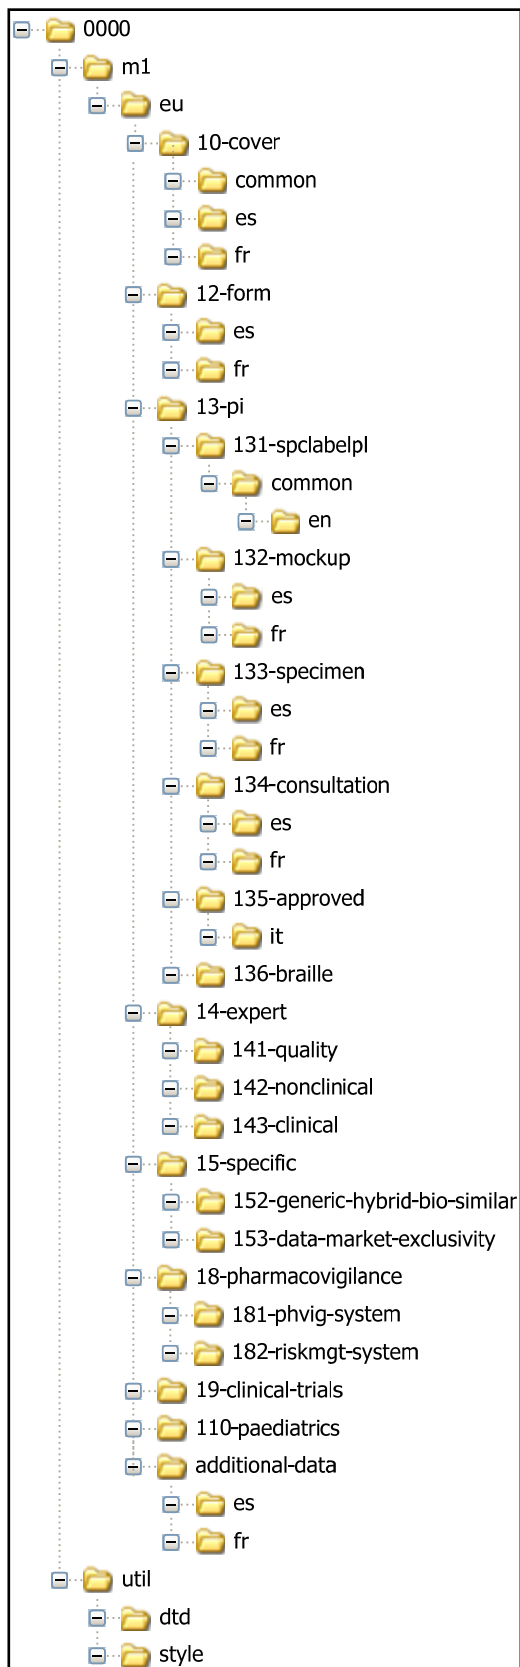 0000
m1
eu
10-cover
common
es
fr
12-form
es
fr
13-pi
131-spclabelpl
common
en
132-mockup
es
fr
133-specimen
es
fr
134-consultation
es
fr
135-approved
it
136-braille
14-expert
141-quality
142-nonclinical
143-clinical
15-specific
152-generic-hybrid-bio-similar
153-data-market-exclusivity
18-pharmacovigilance
181-phvig-system
182-riskmgt-system
19-clinical-trials
110-paediatrics
additional-data
es
fr
util
dtd
style